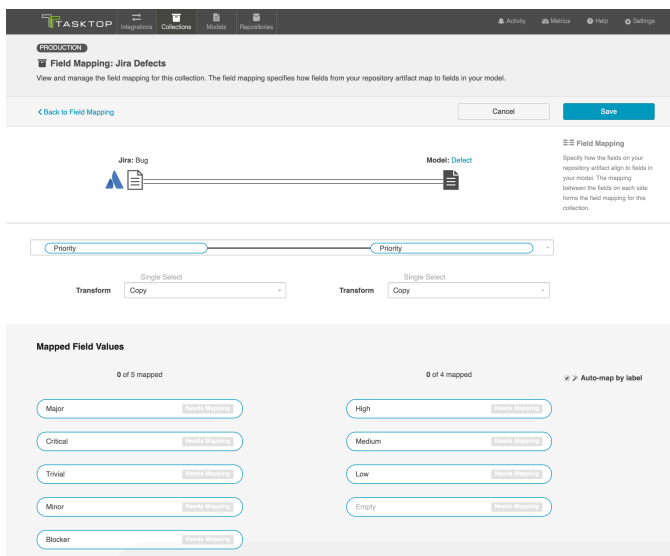 TASKTOP
Integrations Collections Models Repositories
Activity Metrics Help Settings
PRODUCTION
Field Mapping: Jira Defects
View and manage the field mapping for this collection. The field mapping specifies how fields from your repository artifact map to fields in your model.
Back to Field Mapping
Cancel Save
Jira: Bug Model: Defect
Field Mapping
Specify how the fields on your
repository artifact align to fields in
your model. The mapping
between the fields on each side
forms the field mapping for this
collection.
Priority Priority
Single Select Single Select
Transform Copy Transform Copy
Mapped Field Values
0 of 5 mapped 0 of 4 mapped Auto-map by label
Major Needs Mapping High Needs Mapping
Critical Needs Mapping Medium Needs Mapping
Trivial Needs Mapping Low Needs Mapping
Minor Needs Mapping Empty Needs Mapping
Blocker Needs Mapping